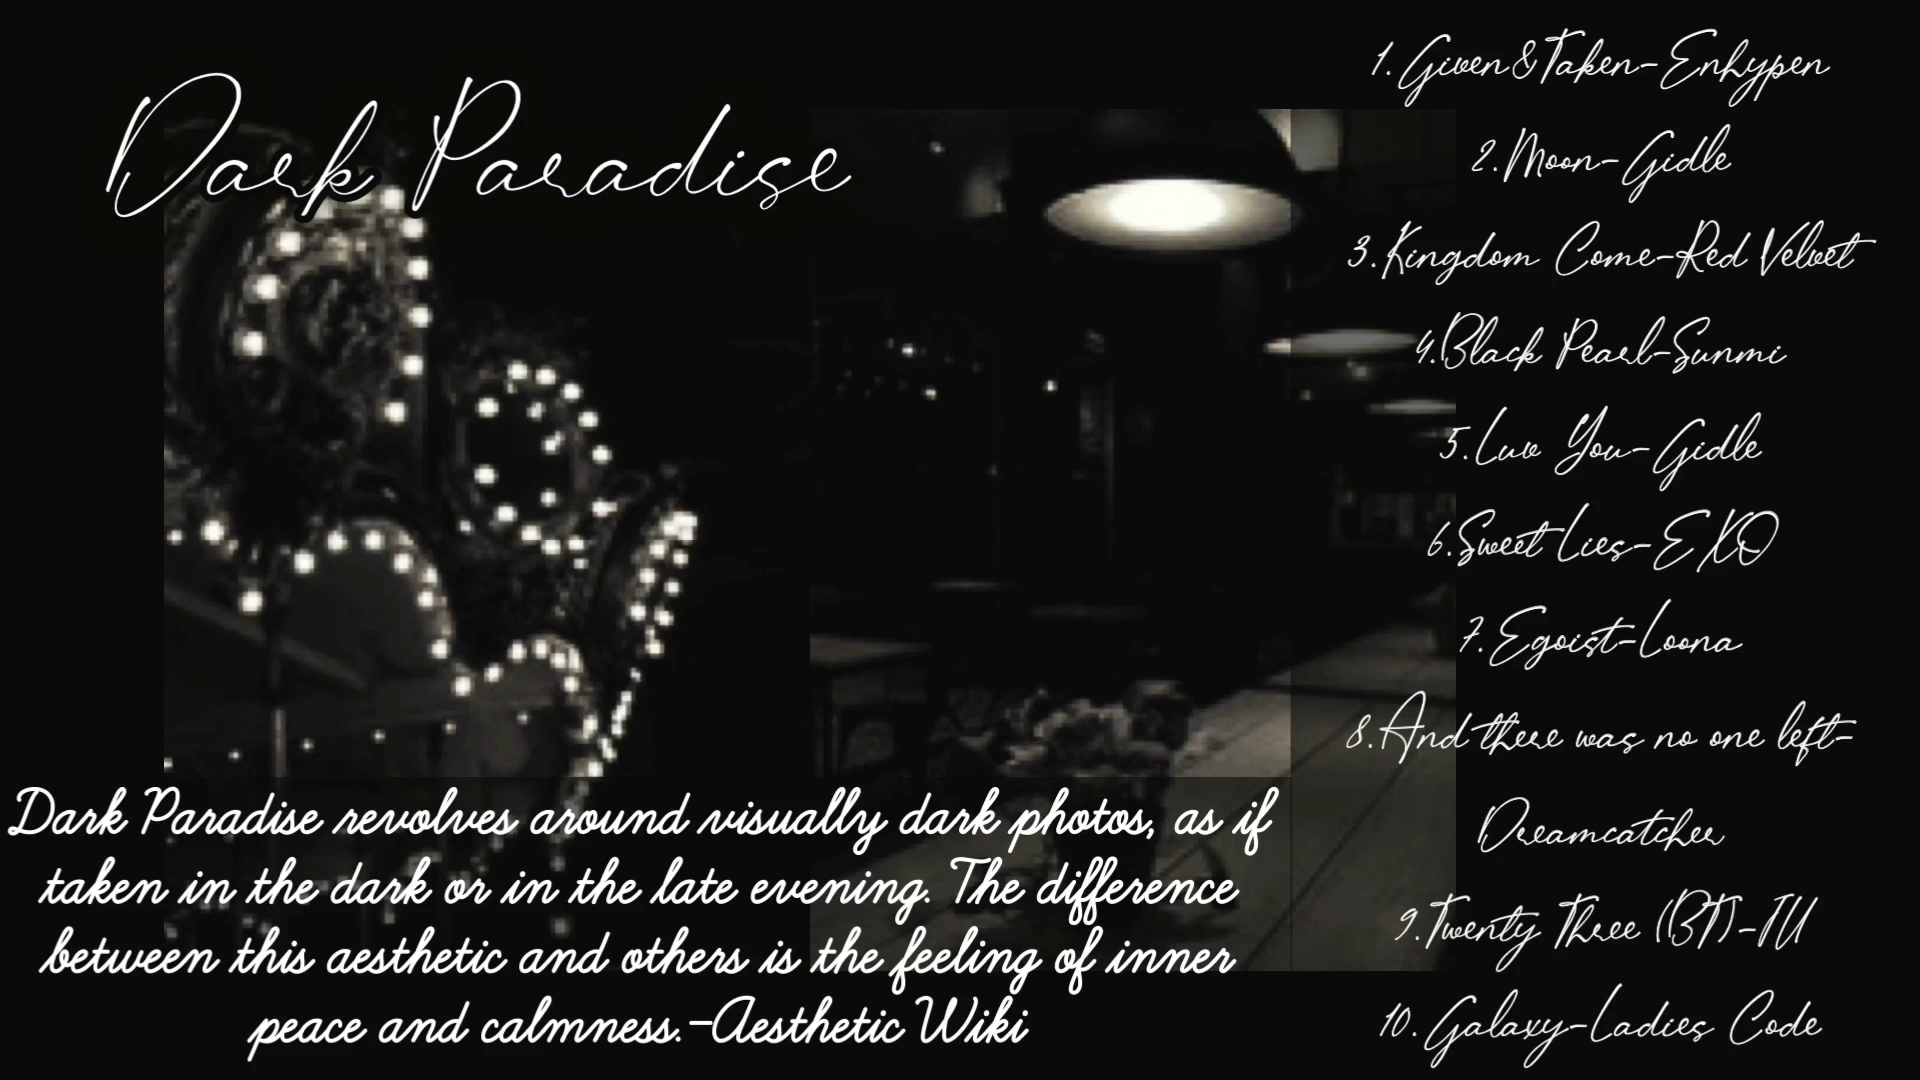 Dark Paradise
Dark Paradise revolves around visually dark photos, as if
taken in the dark or in the late evening. The difference
between this aesthetic and others is the feeling of inner
peace and calmness.-Aesthetic Wiki
1. Given&Taken-Enhypen
2.Moon-Gidle
3.Kingdom Come-Red Velvet
4.Black Pearl-Sunmi
5.Luv You-Gidle
6.Sweet Lies-EXO
7.Egoist-Loona
8.And there was no one left-
Dreamcatcher
9.Twenty Three (BT)-IU
10. Galaxy-Ladies Code